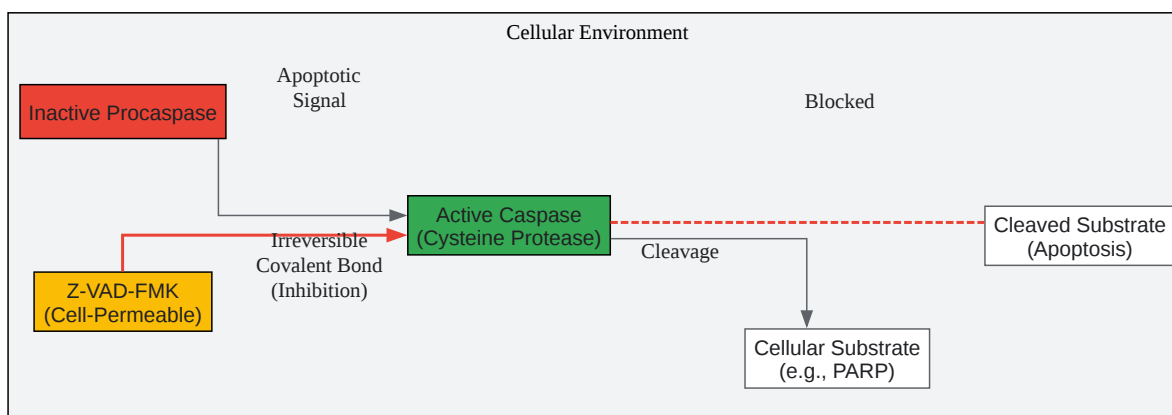 Cellular Environment
Apoptotic
Signal
Blocked
Inactive Procaspase
Active Caspase
(Cysteine Protease)
Cleaved Substrate
(Apoptosis)
Irreversible
Covalent Bond
(Inhibition)
Cleavage
Z-VAD-FMK
(Cell-Permeable)
Cellular Substrate
(e.g., PARP)